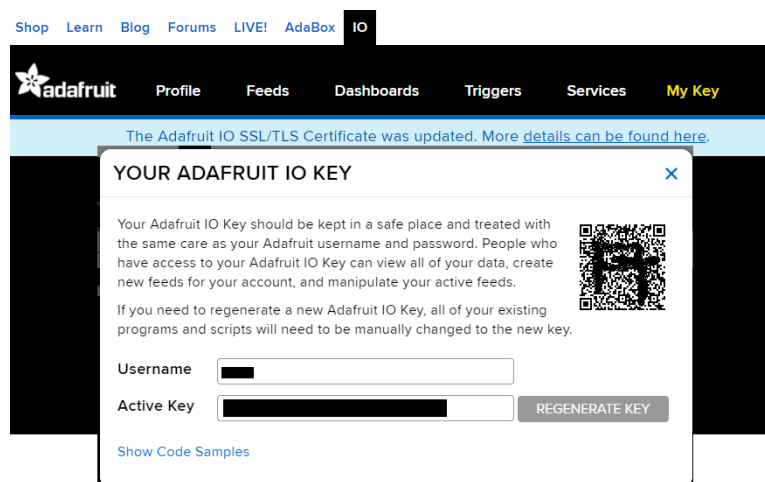 Shop Learn Blog Forums LIVE! AdaBox IO
adafruit Profile Feeds Dashboards Triggers Services My Key
The Adafruit IO SSL/TLS Certificate was updated. More details can be found here.
YOUR ADAFRUIT IO KEY ×
Your Adafruit IO Key should be kept in a safe place and treated with
the same care as your Adafruit username and password. People who
have access to your Adafruit IO Key can view all of your data, create
new feeds for your account, and manipulate your active feeds.
If you need to regenerate a new Adafruit IO Key, all of your existing
programs and scripts will need to be manually changed to the new key.
Username
Active Key REGENERATE KEY
Show Code Samples